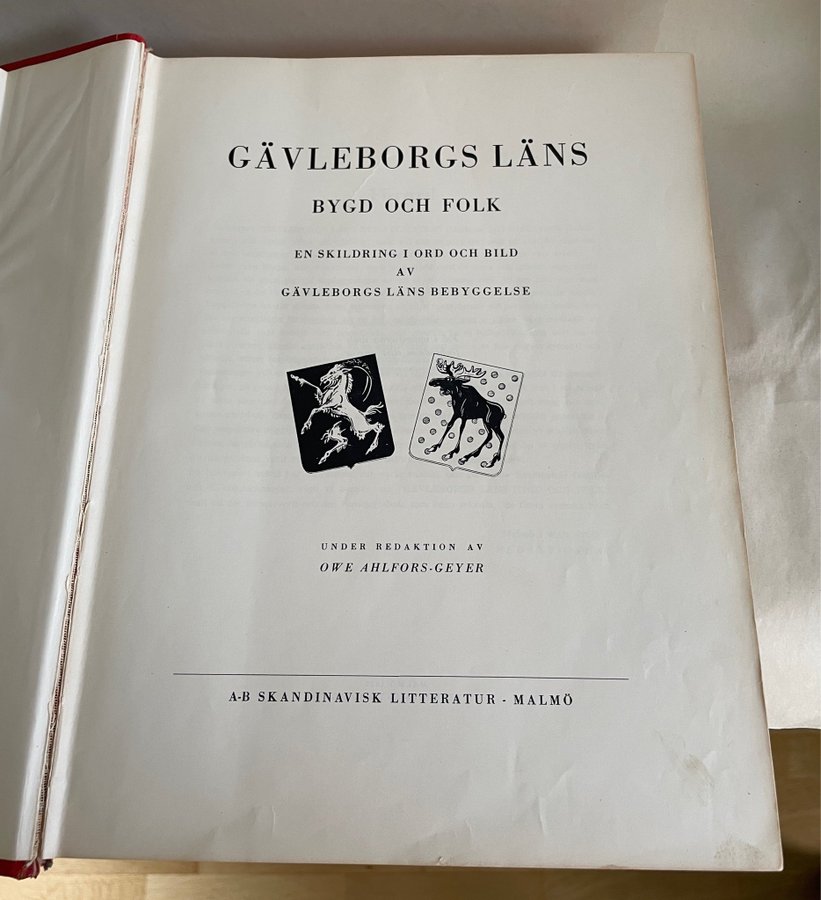 GÄVLEBORGS LÄNS
BYGD OCH FOLK
EN SKILDRING I ORD OCH BILD
AV
GÄVLEBORGS LÄNS BEBYGGELSE
UNDER REDAKTION AV
OWE AHLFORS-GEYER
A-B SKANDINAVISK LITTERATUR - MALMÖ